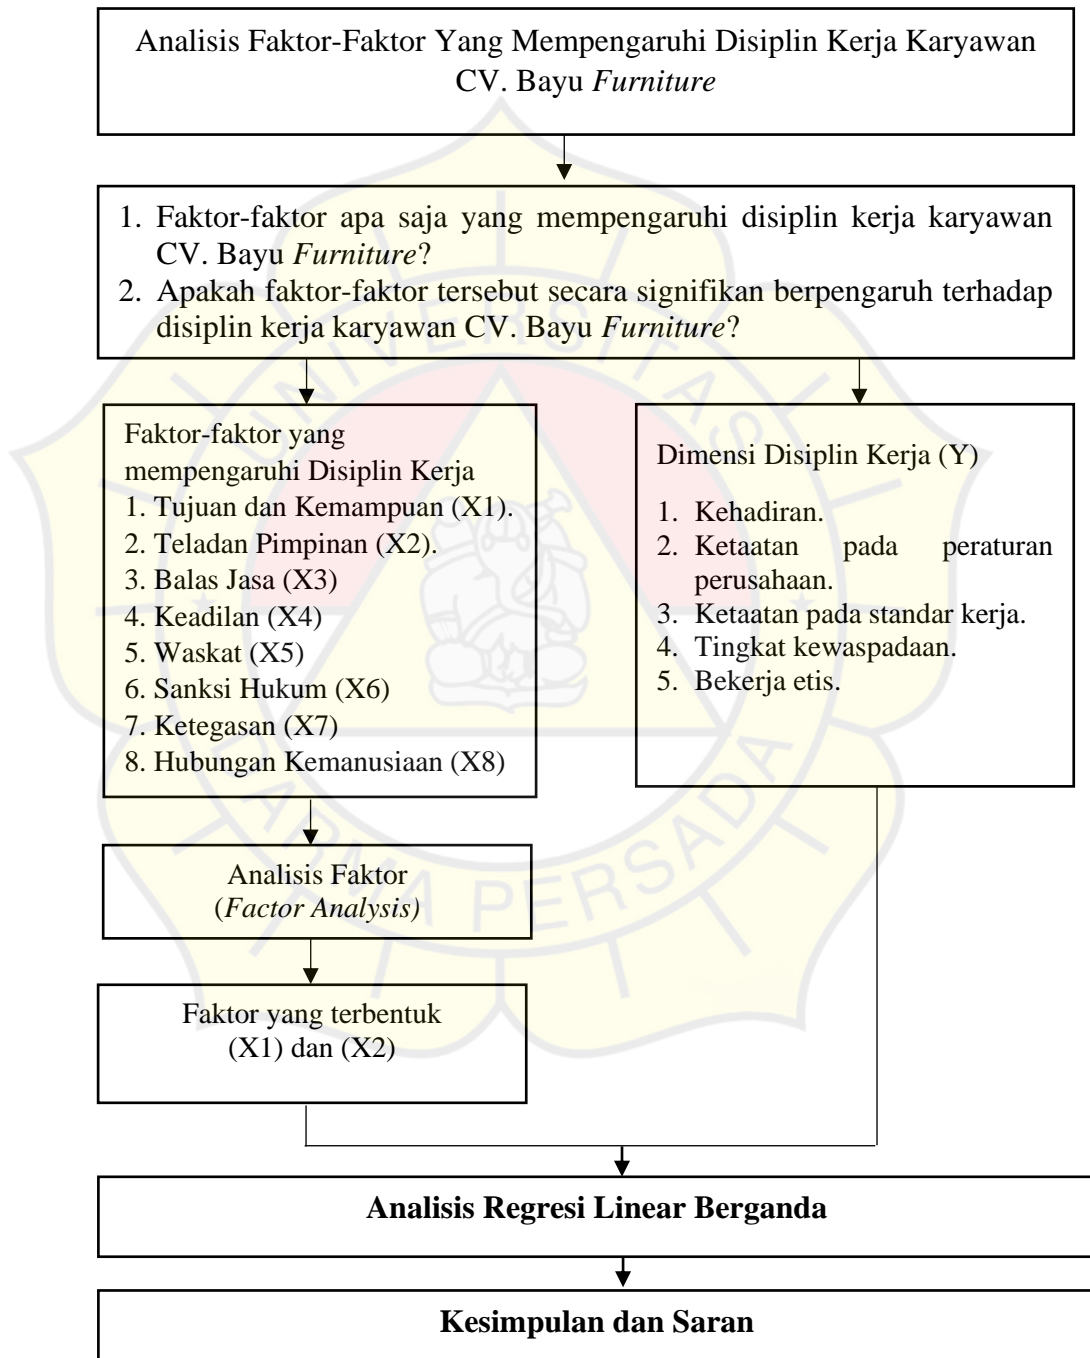 Analisis Faktor-Faktor Yang Mempengaruhi Disiplin Kerja Karyawan
CV. Bayu Furniture
1. Faktor-faktor apa saja yang mempengaruhi disiplin kerja karyawan
CV. Bayu Furniture?
2. Apakah faktor-faktor tersebut secara signifikan berpengaruh terhadap
disiplin kerja karyawan CV. Bayu Furniture?
Faktor-faktor yang
mempengaruhi Disiplin Kerja
1. Tujuan dan Kemampuan (X1).
2. Teladan Pimpinan (X2).
3. Balas Jasa (X3)
4. Keadilan (X4)
5. Waskat (X5)
6. Sanksi Hukum (X6)
7. Ketegasan (X7)
8. Hubungan Kemanusiaan (X8)
Dimensi Disiplin Kerja (Y)
1. Kehadiran.
2. Ketaatan pada peraturan
perusahaan.
3. Ketaatan pada standar kerja.
4. Tingkat kewaspadaan.
5. Bekerja etis.
Analisis Faktor
(Factor Analysis)
Faktor yang terbentuk
(X1) dan (X2)
Analisis Regresi Linear Berganda
Kesimpulan dan Saran
UNIVERSITAS
DARMA PERSADA